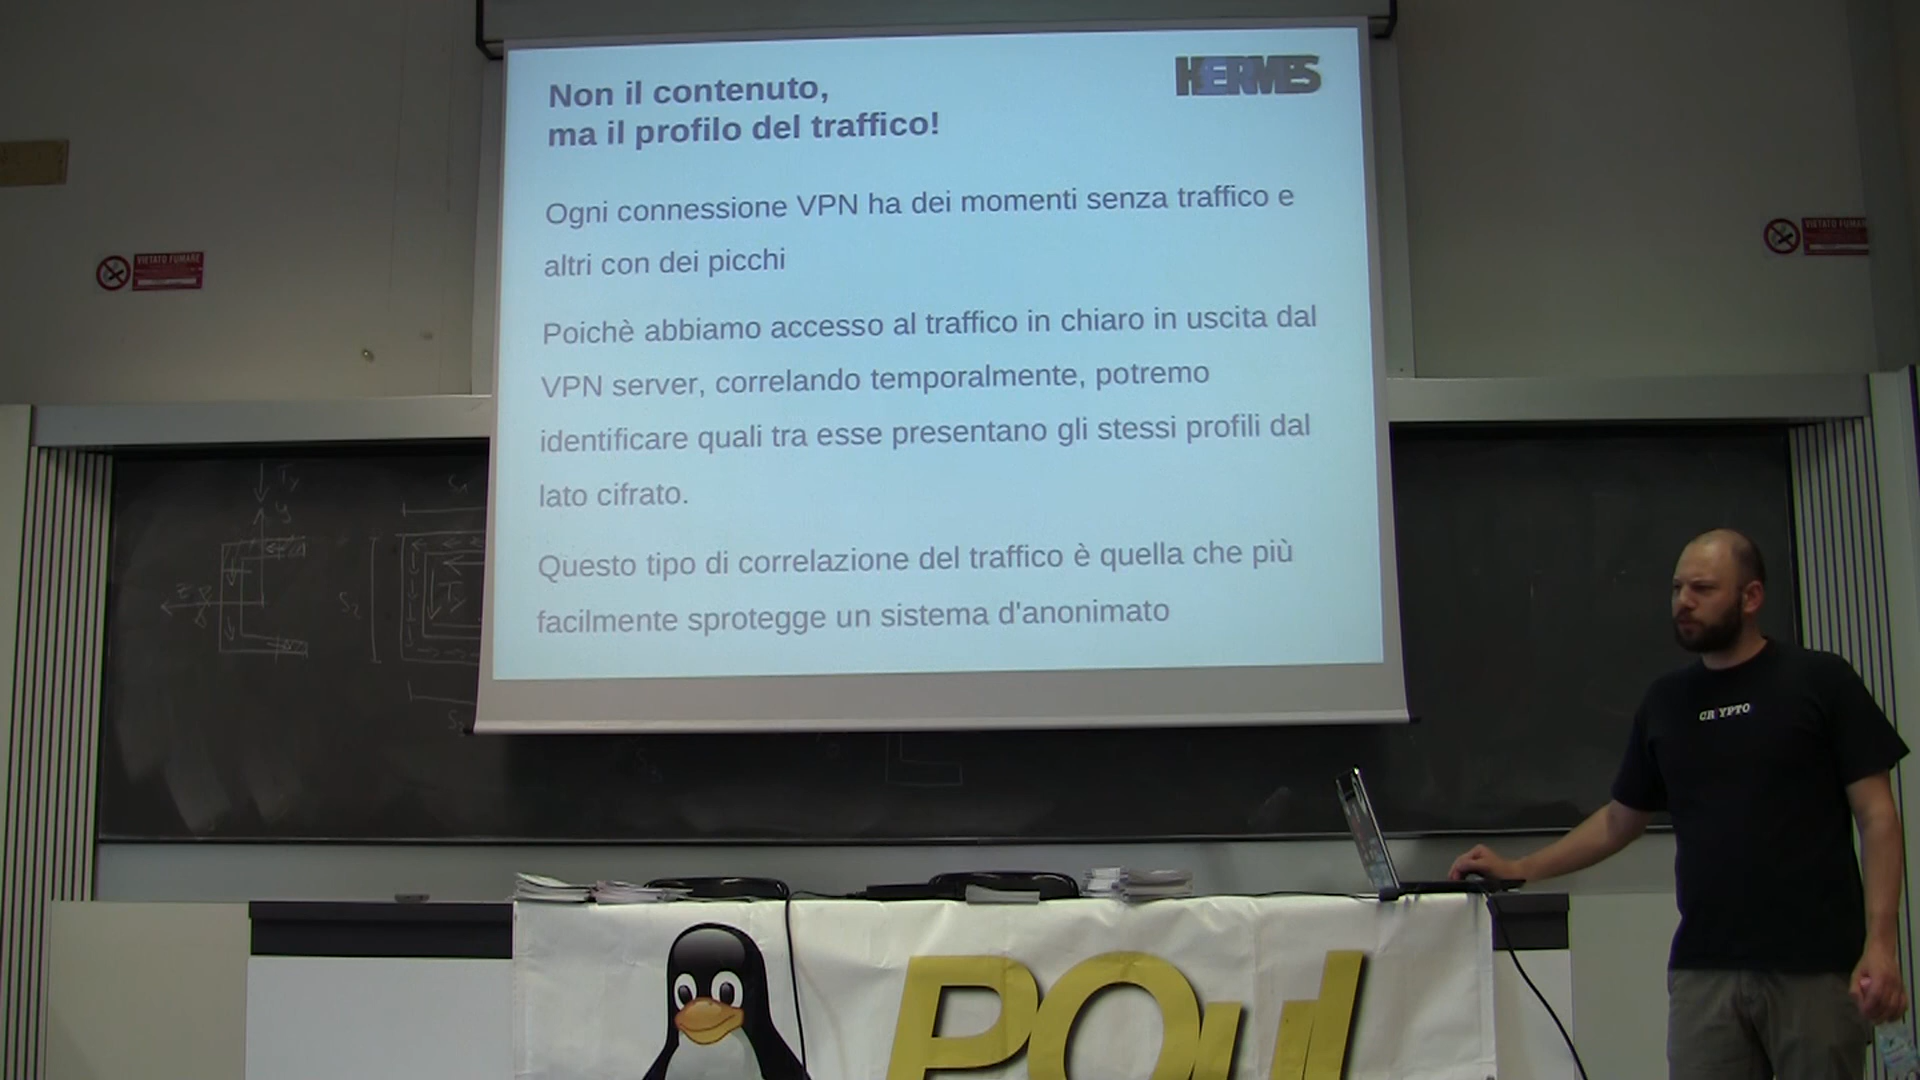 Non il contenuto,
ma il profilo del traffico!
HERMES
Ogni connessione VPN ha dei momenti senza traffico e
altri con dei picchi
Poichè abbiamo accesso al traffico in chiaro in uscita dal
VPN server, correlando temporalmente, potremo
identificare quali tra esse presentano gli stessi profili dal
lato cifrato.
Questo tipo di correlazione del traffico è quella che più
facilmente sprotegge un sistema d'anonimato
VIETATO FUMARE
VIETATO FUMARE
CRYPTO
POul